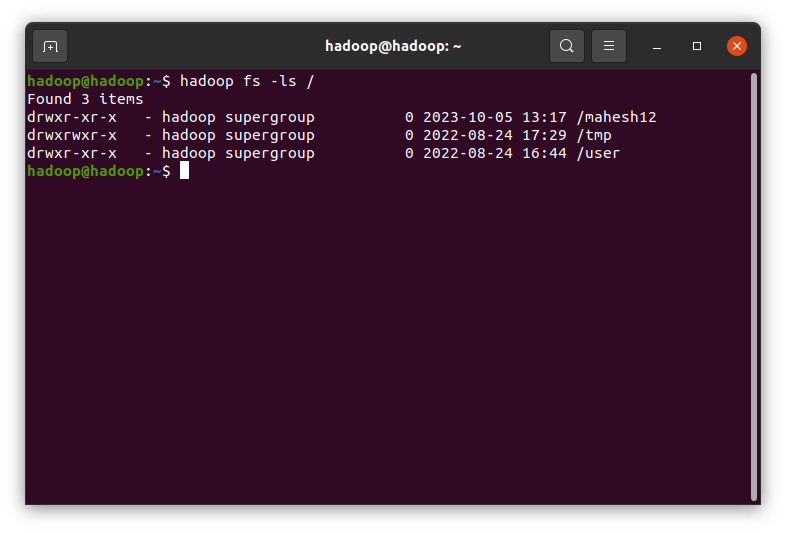 hadoop@hadoop: ~
hadoop@hadoop:~$ hadoop fs -ls /
Found 3 items
drwxr-xr-x   - hadoop supergroup          0 2023-10-05 13:17 /mahesh12
drwxrwxr-x   - hadoop supergroup          0 2022-08-24 17:29 /tmp
drwxr-xr-x   - hadoop supergroup          0 2022-08-24 16:44 /user
hadoop@hadoop:~$